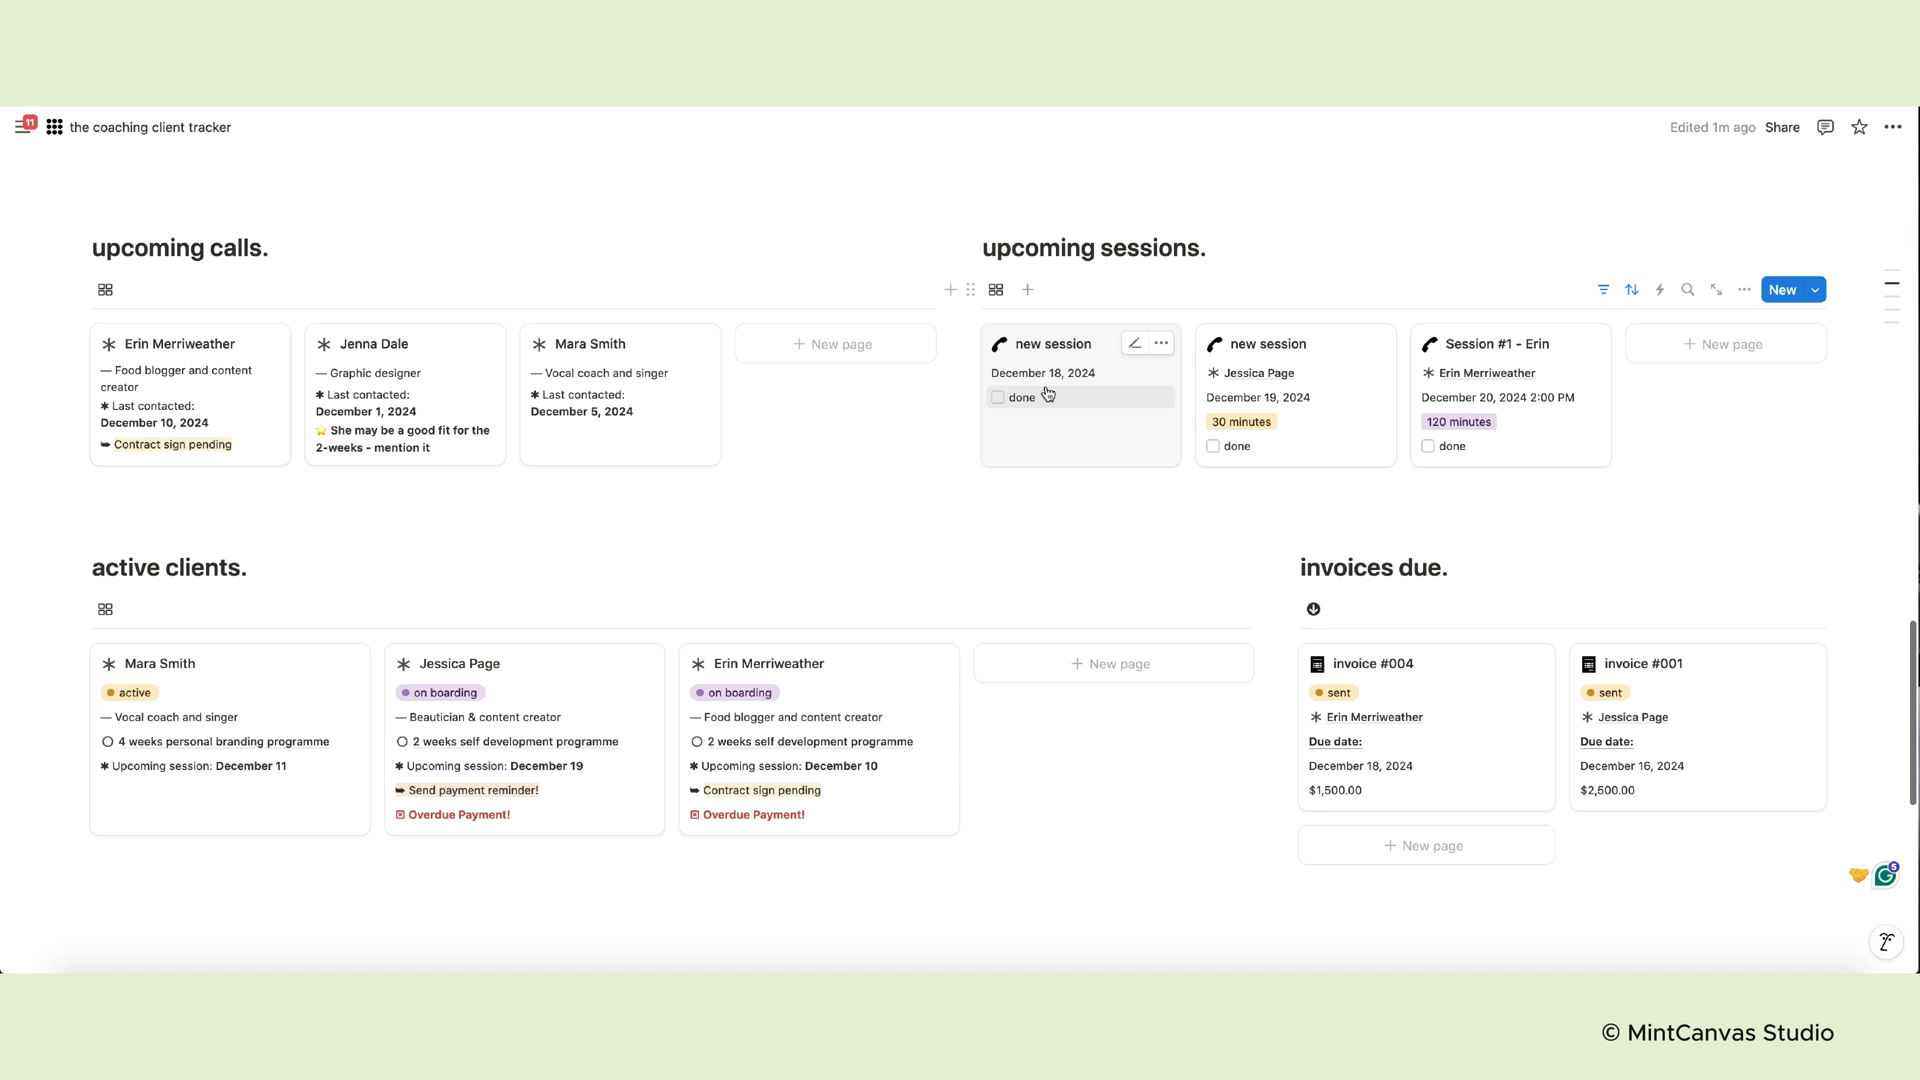 11
the coaching client tracker
Edited 1m ago Share
upcoming calls.
Erin Merriweather
— Food blogger and content
creator
✱ Last contacted:
December 10, 2024
➥ Contract sign pending
Jenna Dale
— Graphic designer
✱ Last contacted:
December 1, 2024
⭐ She may be a good fit for the
2-weeks - mention it
Mara Smith
— Vocal coach and singer
✱ Last contacted:
December 5, 2024
+ New page
upcoming sessions.
New
new session
December 18, 2024
done
new session
Jessica Page
December 19, 2024
30 minutes
done
Session #1 - Erin
Erin Merriweather
December 20, 2024 2:00 PM
120 minutes
done
+ New page
active clients.
Mara Smith
active
— Vocal coach and singer
4 weeks personal branding programme
✱ Upcoming session: December 11
Jessica Page
on boarding
— Beautician & content creator
2 weeks self development programme
✱ Upcoming session: December 19
➥ Send payment reminder!
Overdue Payment!
Erin Merriweather
on boarding
— Food blogger and content creator
2 weeks self development programme
✱ Upcoming session: December 10
➥ Contract sign pending
Overdue Payment!
+ New page
invoices due.
invoice #004
sent
Erin Merriweather
Due date:
December 18, 2024
$1,500.00
invoice #001
sent
Jessica Page
Due date:
December 16, 2024
$2,500.00
+ New page
5
© MintCanvas Studio